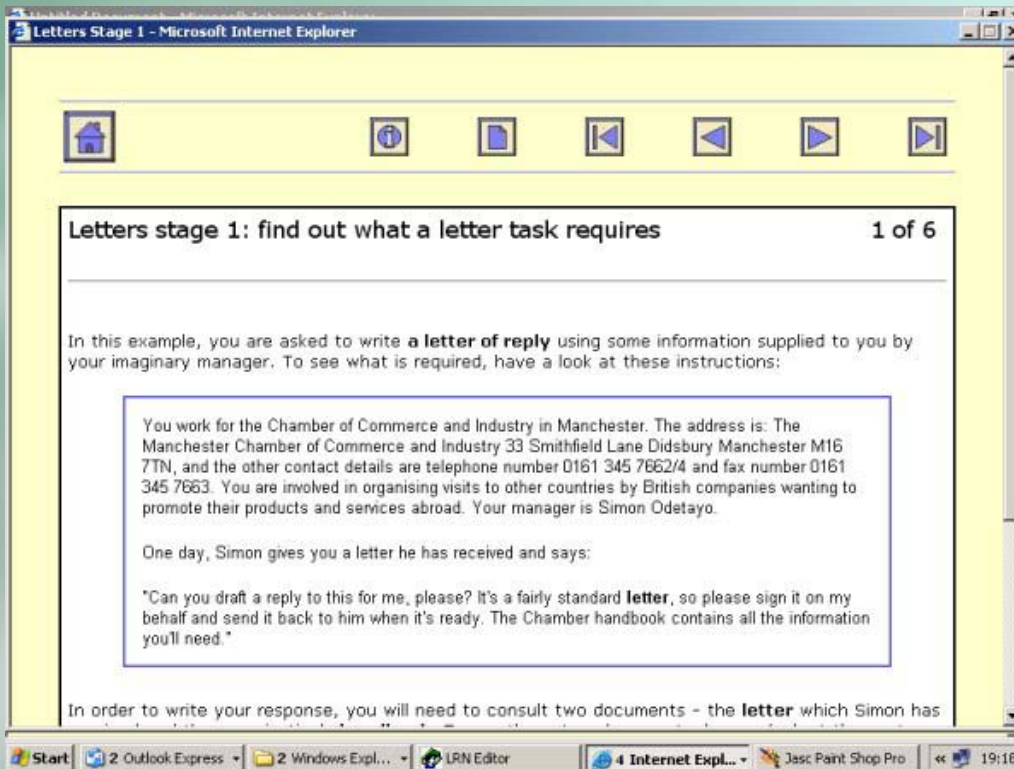 Letters Stage 1 - Microsoft Internet Explorer
Letters stage 1: find out what a letter task requires 1 of 6
In this example, you are asked to write a letter of reply using some information supplied to you by
your imaginary manager. To see what is required, have a look at these instructions:
You work for the Chamber of Commerce and Industry in Manchester. The address is: The
Manchester Chamber of Commerce and Industry 33 Smithfield Lane Didsbury Manchester M16
7TN, and the other contact details are telephone number 0161 345 7662/4 and fax number 0161
345 7663. You are involved in organising visits to other countries by British companies wanting to
promote their products and services abroad. Your manager is Simon Odetayo.
One day, Simon gives you a letter he has received and says:
"Can you draft a reply to this for me, please? It's a fairly standard letter, so please sign it on my
behalf and send it back to him when it's ready. The Chamber handbook contains all the information
you'll need."
In order to write your response, you will need to consult two documents - the letter which Simon has
Start 2 Outlook Express 2 Windows Expl... LRN Editor 4 Internet Expl... Jasc Paint Shop Pro « 19:16